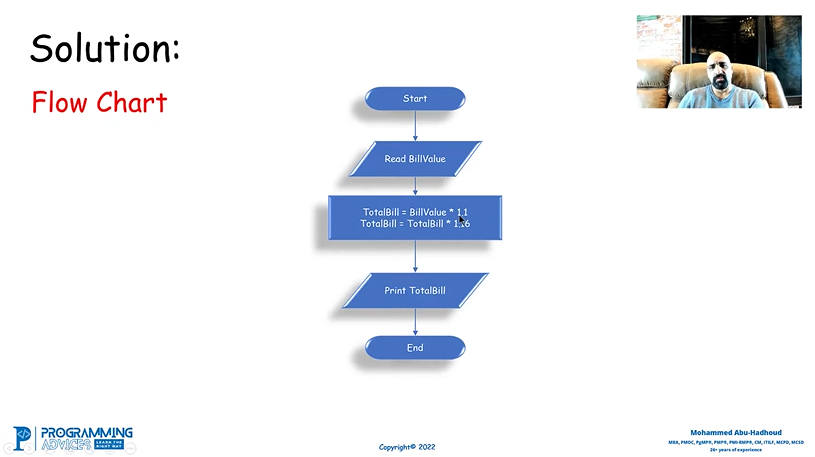 Solution:
Flow Chart
Start
Read BillValue
TotalBill = BillValue * 1.1
TotalBill = TotalBill * 1.16
Print TotalBill
End
PROGRAMMING
ADVICES LEARN THE RIGHT WAY
Copyright© 2022
Mohammed Abu-Hadhoud
MBA, PMOC, PgMP®, PMP®, PMI-RMP®, CM, ITILF, MCPD, MCSD
26+ years of experience